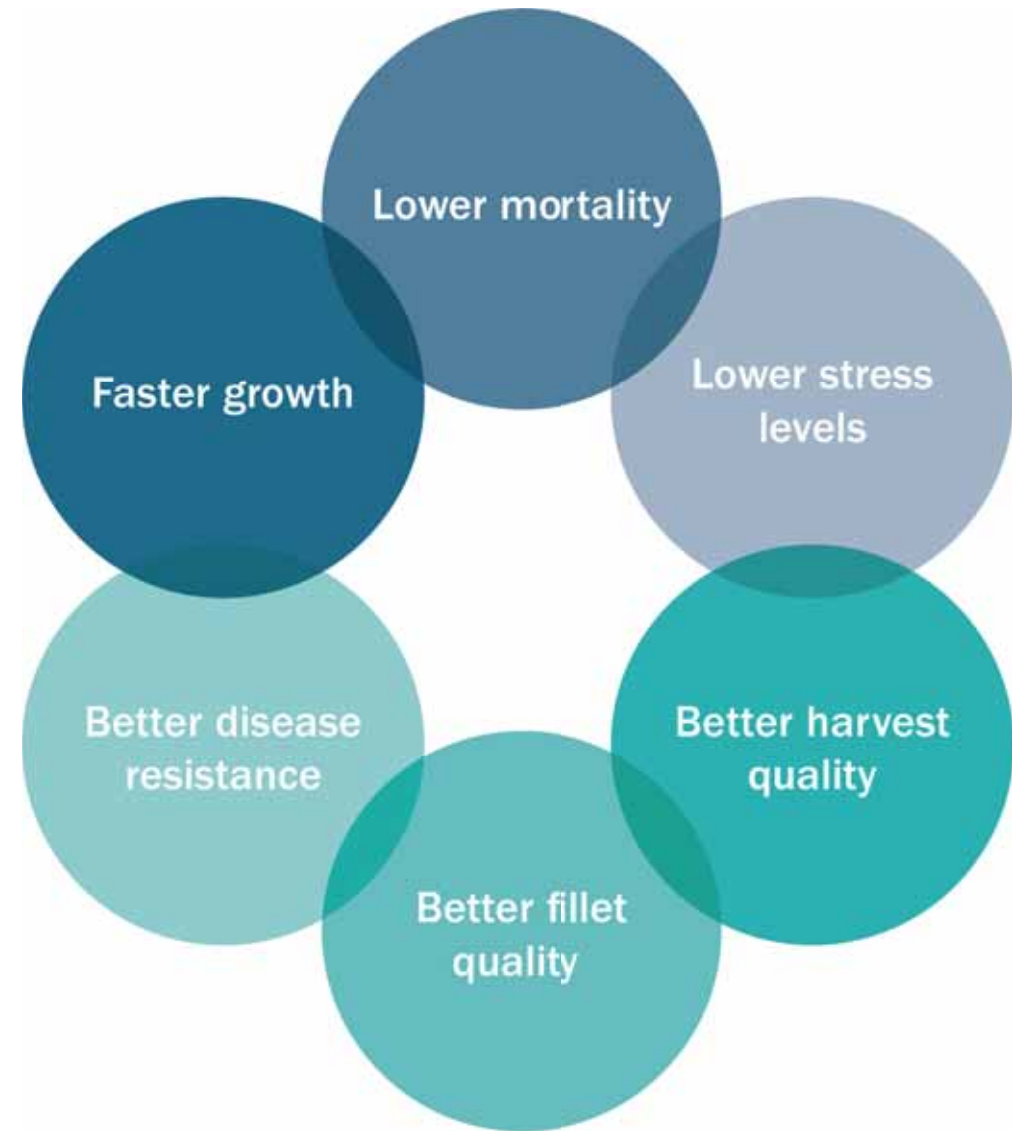 Lower mortality
Faster growth
Lower stress
levels
Better disease
resistance
Better harvest
quality
Better fillet
quality